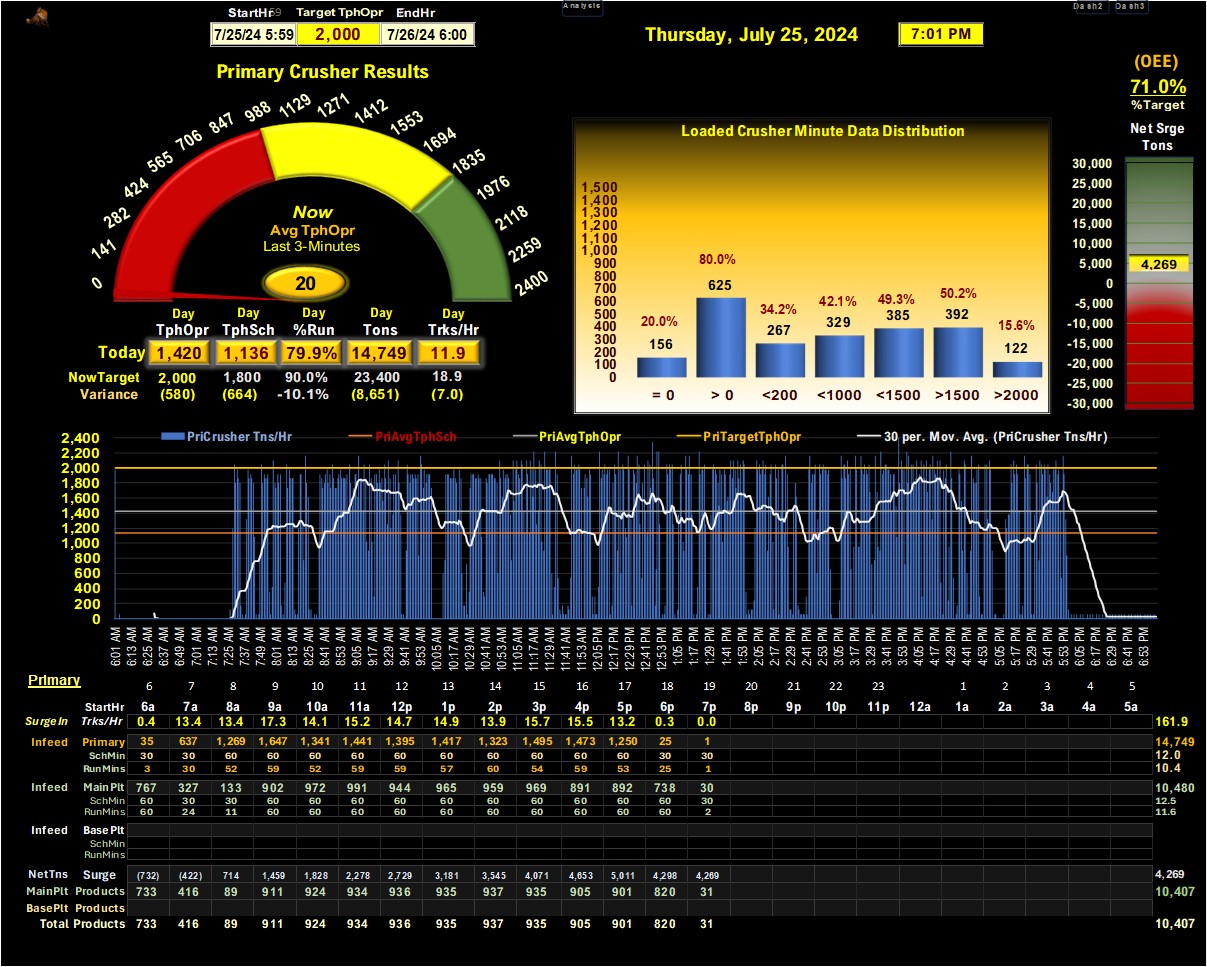 Analysis
Dash2 Dash3
StartHr Target TphOpr EndHr
7/25/24 5:59 2,000 7/26/24 6:00
Thursday, July 25, 2024 7:01 PM
(OEE)
71.0%
%Target
Net Srge
Tons
Primary Crusher Results
0 141 282 424 565 706 847 988 1129 1271 1412 1553 1694 1835 1976 2118 2259 2400
Now
Avg TphOpr
Last 3-Minutes
20
Day Day Day Day Day
TphOpr TphSch %Run Tons Trks/Hr
Today 1,420 1,136 79.9% 14,749 11.9
NowTarget 2,000 1,800 90.0% 23,400 18.9
Variance (580) (664) -10.1% (8,651) (7.0)
Loaded Crusher Minute Data Distribution
1,500
1,400
1,300
1,200
1,100
1,000
900
800
700
600
500
400
300
200
100
0
20.0% 80.0% 34.2% 42.1% 49.3% 50.2% 15.6%
156 625 267 329 385 392 122
= 0 > 0 <200 <1000 <1500 >1500 >2000
30,000
25,000
20,000
15,000
10,000
5,000
0
-5,000
-10,000
-15,000
-20,000
-25,000
-30,000
4,269
PriCrusher Tns/Hr PriAvgTphSch PriAvgTphOpr PriTargetTphOpr 30 per. Mov. Avg. (PriCrusher Tns/Hr)
2,400
2,200
2,000
1,800
1,600
1,400
1,200
1,000
800
600
400
200
0
6:01 AM 6:13 AM 6:25 AM 6:37 AM 6:49 AM 7:01 AM 7:13 AM 7:25 AM 7:37 AM 7:49 AM 8:01 AM 8:13 AM 8:25 AM 8:41 AM 8:53 AM 9:05 AM 9:17 AM 9:29 AM 9:41 AM 9:53 AM 10:05 AM 10:17 AM 10:29 AM 10:41 AM 10:53 AM 11:05 AM 11:17 AM 11:29 AM 11:41 AM 11:53 AM 12:05 PM 12:17 PM 12:29 PM 12:41 PM 12:53 PM 1:05 PM 1:17 PM 1:29 PM 1:41 PM 1:53 PM 2:05 PM 2:17 PM 2:29 PM 2:41 PM 2:53 PM 3:05 PM 3:17 PM 3:29 PM 3:41 PM 3:53 PM 4:05 PM 4:17 PM 4:29 PM 4:41 PM 4:53 PM 5:05 PM 5:17 PM 5:29 PM 5:41 PM 5:53 PM 6:05 PM 6:17 PM 6:29 PM 6:41 PM 6:53 PM
Primary 6 7 8 9 10 11 12 13 14 15 16 17 18 19 20 21 22 23 1 2 3 4 5
StartHr 6a 7a 8a 9a 10a 11a 12p 1p 2p 3p 4p 5p 6p 7p 8p 9p 10p 11p 12a 1a 2a 3a 4a 5a
SurgeIn Trks/Hr 0.4 13.4 13.4 17.3 14.1 15.2 14.7 14.9 13.9 15.7 15.5 13.2 0.3 0.0 161.9
Infeed Primary 35 637 1,269 1,647 1,341 1,441 1,395 1,417 1,323 1,495 1,473 1,250 25 1 14,749
SchMin 30 30 60 60 60 60 60 60 60 60 60 60 30 30 12.0
RunMins 3 30 52 59 52 59 59 57 60 54 59 53 25 1 10.4
Infeed MainPlt 767 327 133 902 972 991 944 965 959 969 891 892 738 30 10,480
SchMin 60 30 30 60 60 60 60 60 60 60 60 60 60 30 12.5
RunMins 60 24 11 60 60 60 60 60 60 60 60 60 60 2 11.6
Infeed Base Plt
SchMin
RunMins
NetTns Surge (732) (422) 714 1,459 1,828 2,278 2,729 3,181 3,545 4,071 4,653 5,011 4,298 4,269 4,269
MainPlt Products 733 416 89 911 924 934 936 935 937 935 905 901 820 31 10,407
BasePlt Products
Total Products 733 416 89 911 924 934 936 935 937 935 905 901 820 31 10,407